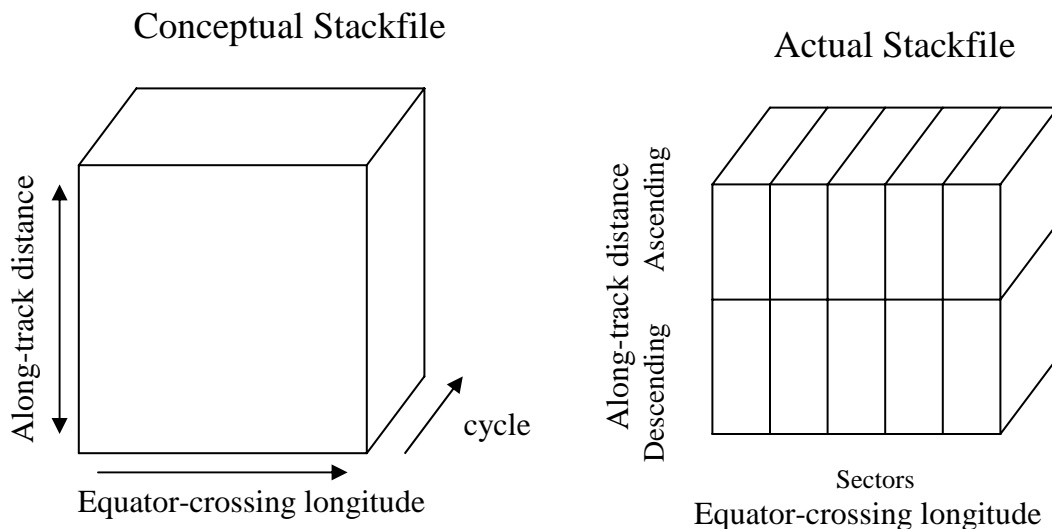 Conceptual Stackfile
Along-track distance
cycle
Equator-crossing longitude
Actual Stackfile
Along-track distance
Ascending
Descending
Sectors
Equator-crossing longitude